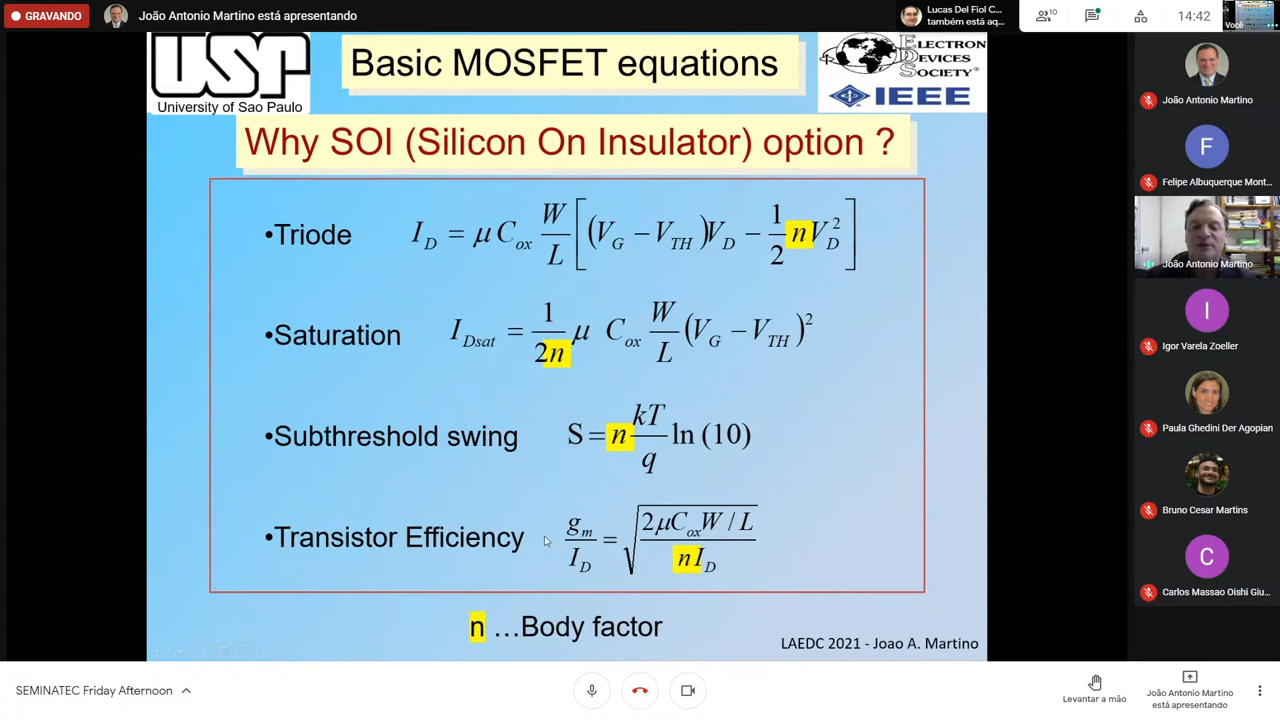 GRAVANDO
João Antonio Martino está apresentando
Lucas Del Fiol C...
também está aq...
10
14:42
Você
USP
University of Sao Paulo
Basic MOSFET equations
ELECTRON
DEVICES
SOCIETY®
EDS
IEEE
Why SOI (Silicon On Insulator) option ?
•Triode I_D = μ C_ox W/L [(V_G − V_TH)V_D − 1/2 n V_D^2]
•Saturation I_Dsat = 1/2n μ C_ox W/L (V_G − V_TH)^2
•Subthreshold swing S = n kT/q ln (10)
•Transistor Efficiency g_m/I_D = √(2μC_oxW / L / nI_D)
n …Body factor
LAEDC 2021 - Joao A. Martino
João Antonio Martino
F
Felipe Albuquerque Mont...
João Antonio Martino
I
Igor Varela Zoeller
Paula Ghedini Der Agopian
Bruno Cesar Martins
C
Carlos Massao Oishi Giu...
SEMINATEC Friday Afternoon
Levantar a mão
João Antonio Martino
está apresentando